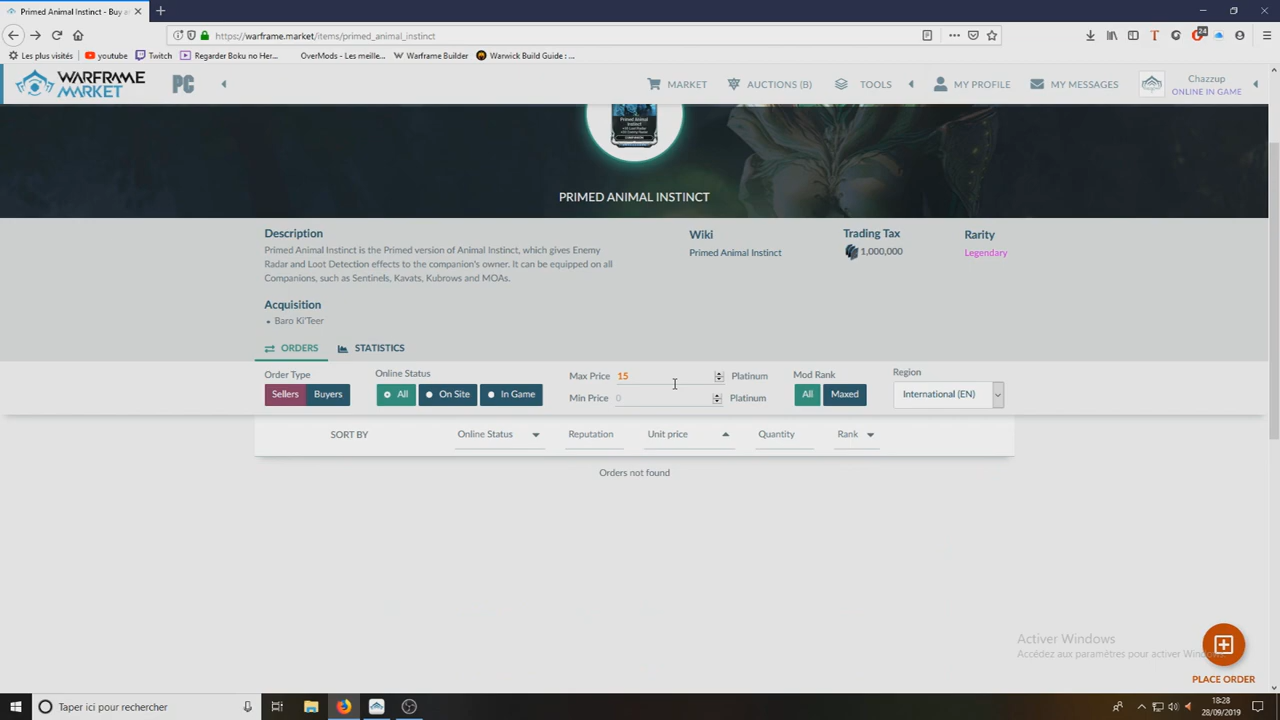 Primed Animal Instinct - Buy a
https://warframe.market/items/primed_animal_instinct
24
Les plus visités youtube Twitch Regarder Boku no Her... OverMods - Les meille... Warframe Builder Warwick Build Guide : ...
WARFRAME MARKET PC MARKET AUCTIONS (B) TOOLS MY PROFILE MY MESSAGES Chazzup
ONLINE IN GAME
Primed Animal
Instinct
PRIMED ANIMAL INSTINCT
Description Wiki Trading Tax Rarity
Primed Animal Instinct is the Primed version of Animal Instinct, which gives Enemy Primed Animal Instinct 1,000,000 Legendary
Radar and Loot Detection effects to the companion's owner. It can be equipped on all
Companions, such as Sentinels, Kavats, Kubrows and MOAs.
Acquisition
• Baro Ki'Teer
ORDERS STATISTICS
Order Type Online Status Max Price 15 Platinum Mod Rank Region
Sellers Buyers All On Site In Game Min Price 0 Platinum All Maxed International (EN)
SORT BY Online Status Reputation Unit price Quantity Rank
Orders not found
Activer Windows
Accédez aux paramètres pour activer Windows.
PLACE ORDER
Taper ici pour rechercher 18:28
28/09/2019